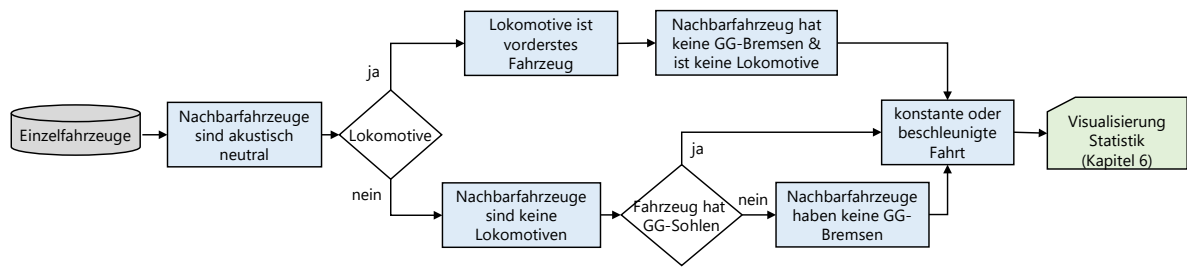 Einzelfahrzeuge
Nachbarfahrzeuge
sind akustisch
neutral
Lokomotive
ja
Lokomotive ist
vorderstes
Fahrzeug
Nachbarfahrzeug hat
keine GG-Bremsen &
ist keine Lokomotive
nein
Nachbarfahrzeuge
sind keine
Lokomotiven
Fahrzeug hat
GG-Sohlen
ja
nein
Nachbarfahrzeuge
haben keine GG-
Bremsen
konstante oder
beschleunigte
Fahrt
Visualisierung
Statistik
(Kapitel 6)